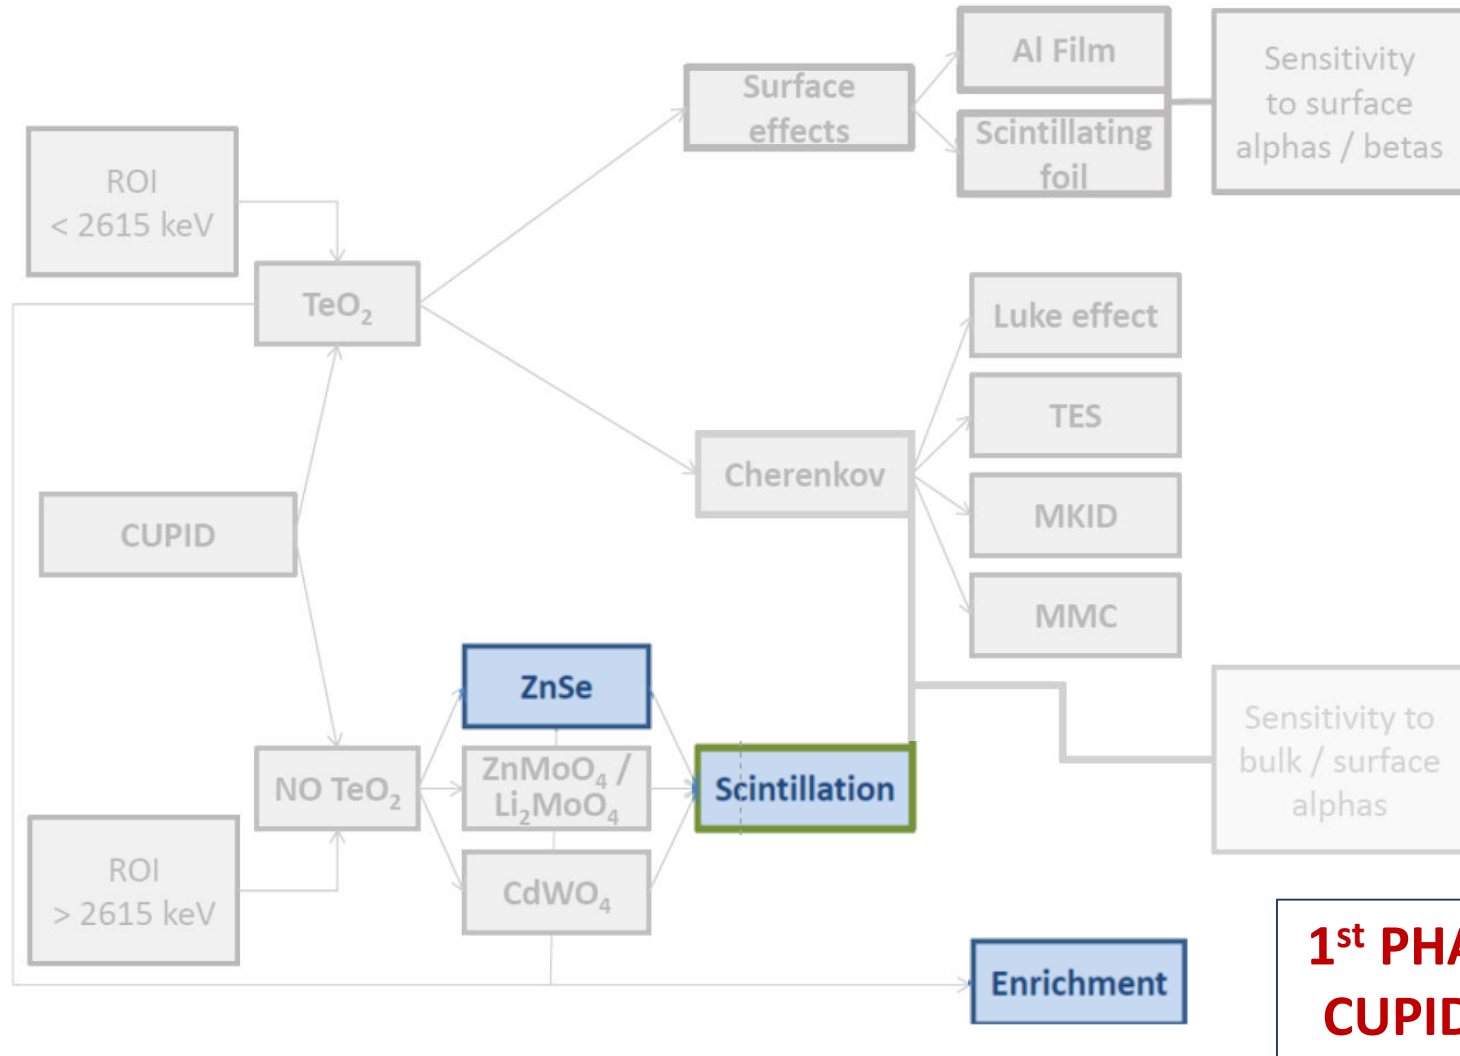 Al Film
Surface
effects
Scintillating
foil
Sensitivity
to surface
alphas / betas
ROI
< 2615 keV
TeO₂
Luke effect
TES
Cherenkov
MKID
MMC
CUPID
ZnSe
NO TeO₂
ZnMoO₄ /
Li₂MoO₄
CdWO₄
Scintillation
Sensitivity to
bulk / surface
alphas
ROI
> 2615 keV
Enrichment
1st PHA
CUPID